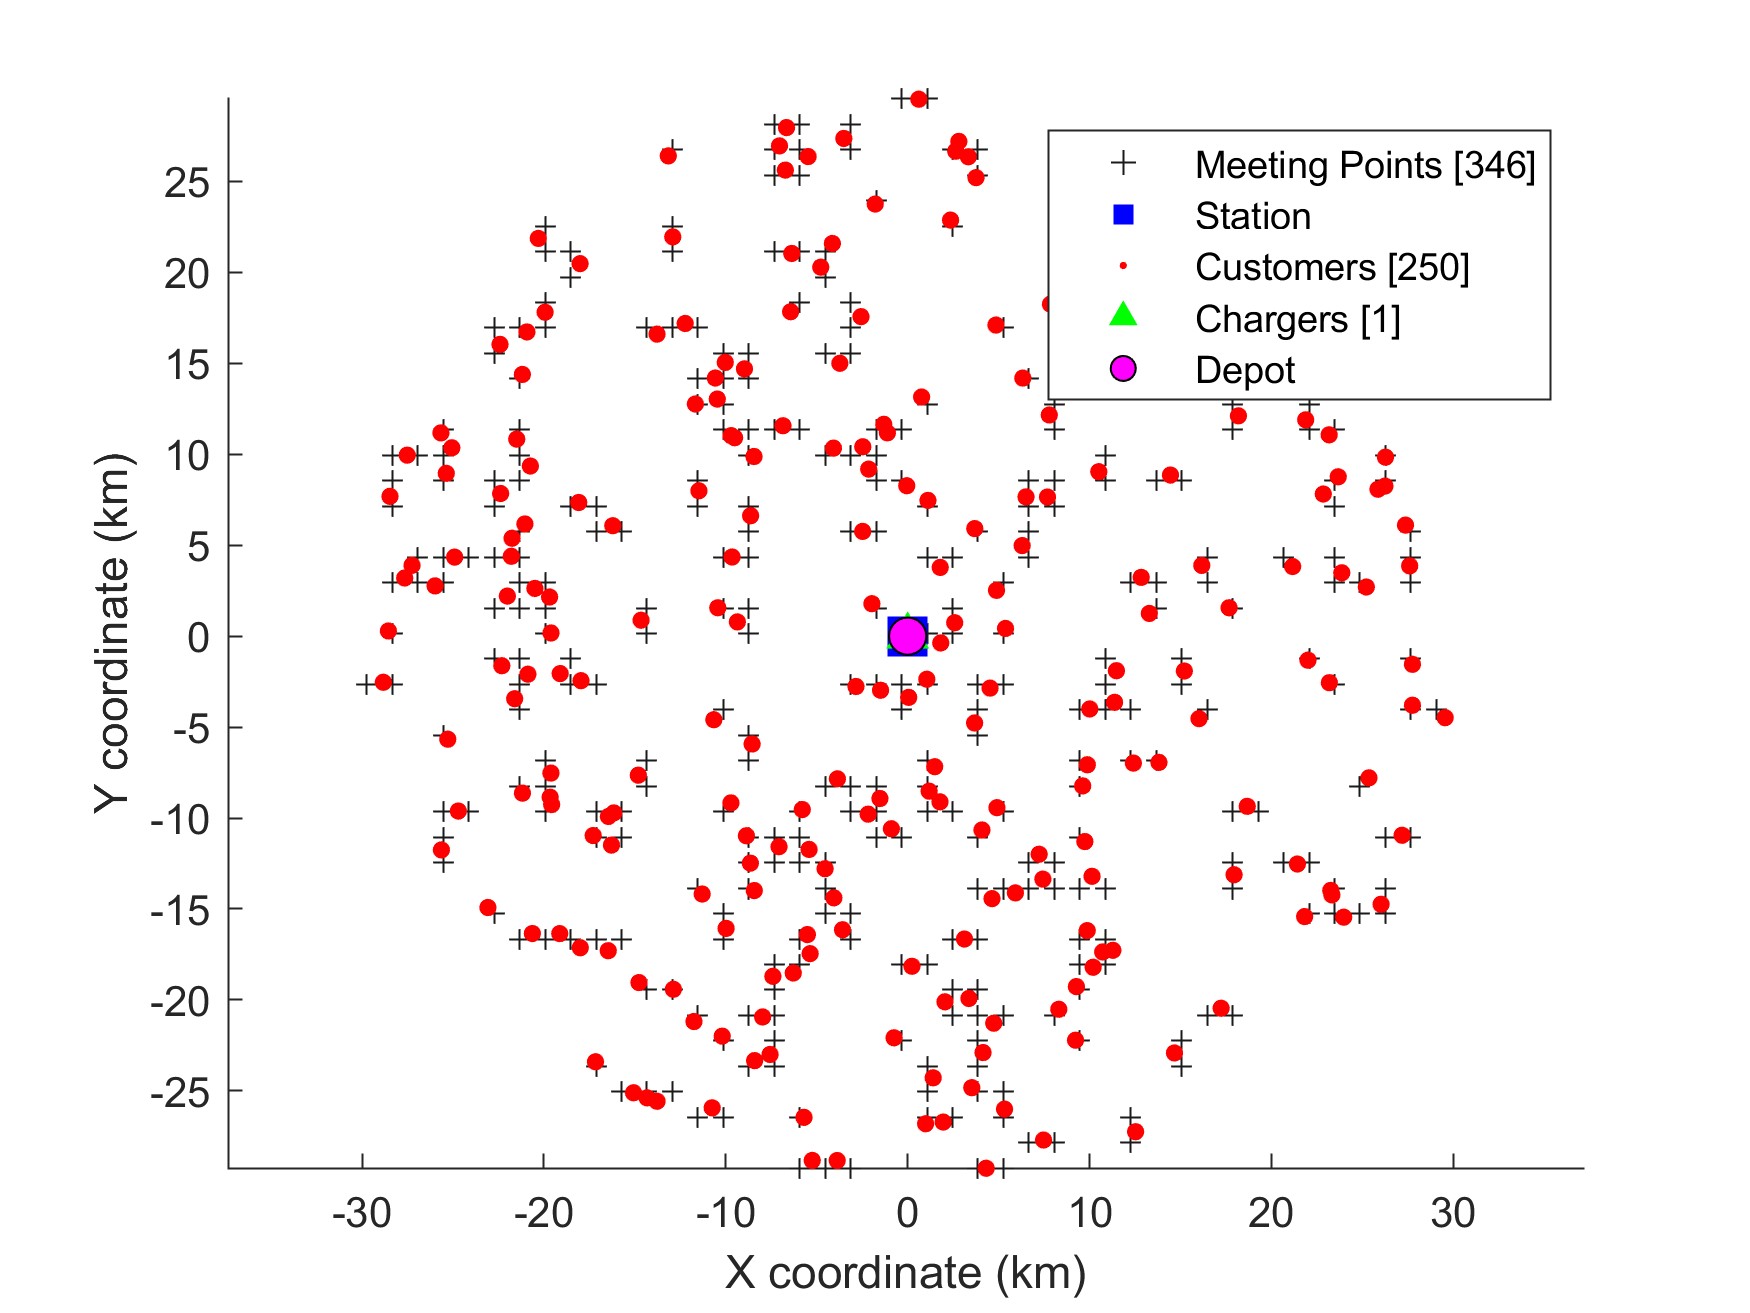 Meeting Points [346]
Station
Customers [250]
Chargers [1]
Depot
25
20
15
10
5
0
-5
-10
-15
-20
-25
Y coordinate (km)
-30 -20 -10 0 10 20 30
X coordinate (km)